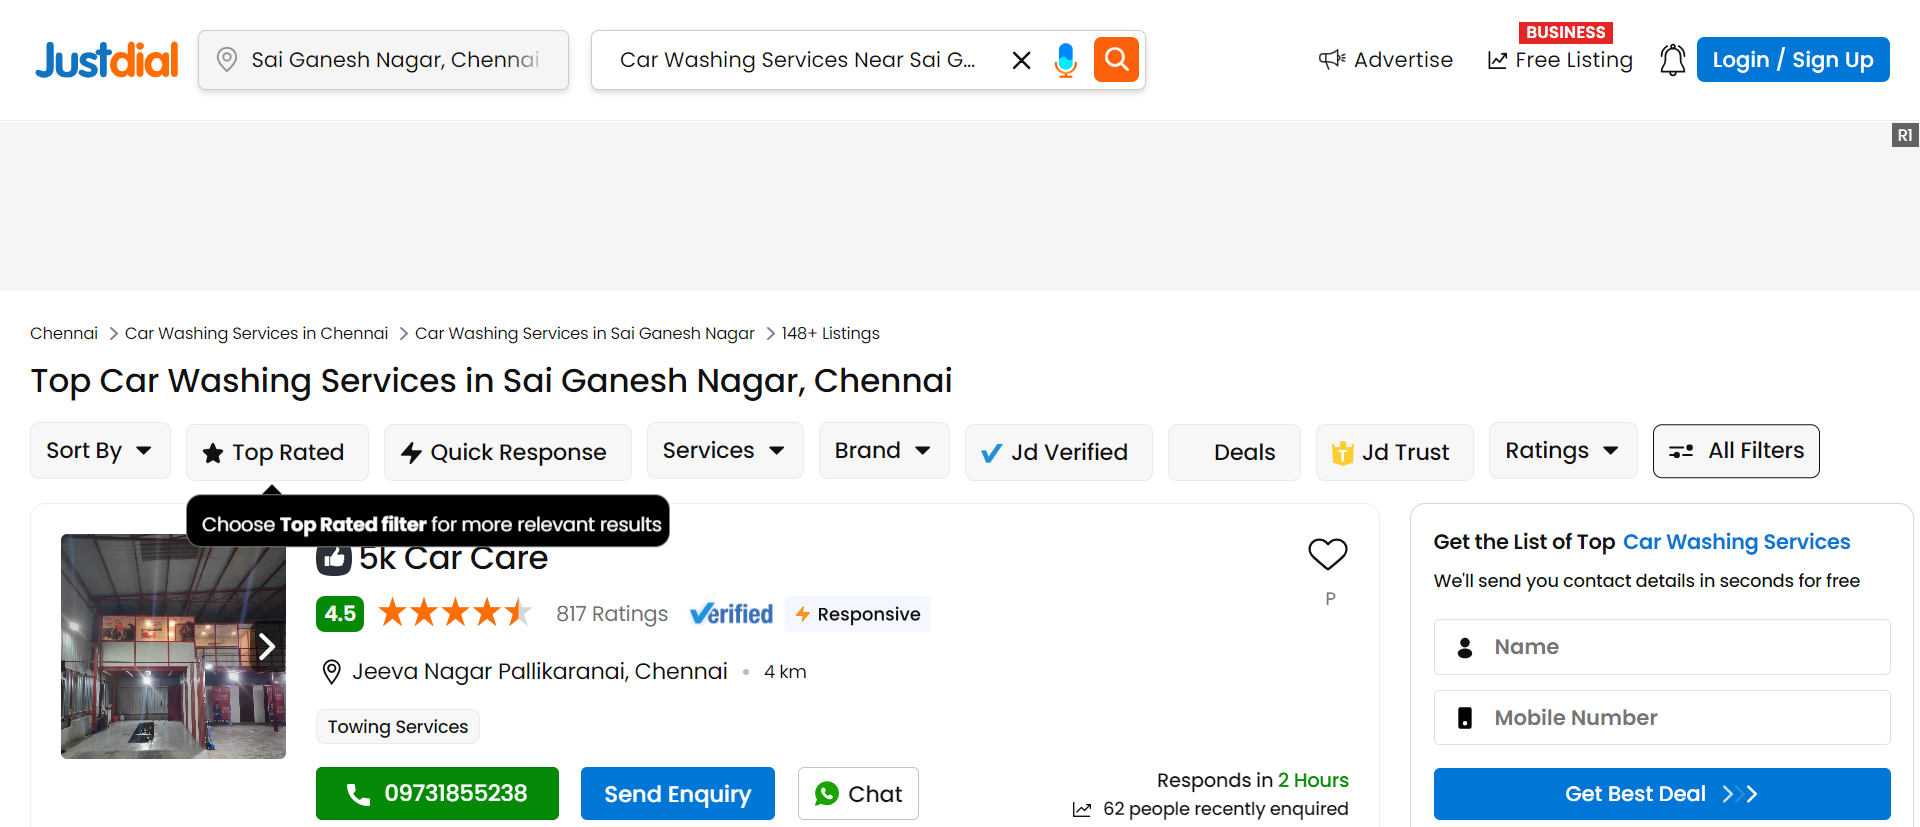 Justdial
Sai Ganesh Nagar, Chennai
Car Washing Services Near Sai G...
Advertise
BUSINESS
Free Listing
Login / Sign Up
R1
Chennai > Car Washing Services in Chennai > Car Washing Services in Sai Ganesh Nagar > 148+ Listings
Top Car Washing Services in Sai Ganesh Nagar, Chennai
Sort By
Top Rated
Quick Response
Services
Brand
Jd Verified
Deals
Jd Trust
Ratings
All Filters
Choose Top Rated filter for more relevant results
5k Car Care
4.5
817 Ratings
Verified
Responsive
P
Jeeva Nagar Pallikaranai, Chennai • 4 km
Towing Services
09731855238
Send Enquiry
Chat
Responds in 2 Hours
62 people recently enquired
Get the List of Top Car Washing Services
We'll send you contact details in seconds for free
Name
Mobile Number
Get Best Deal